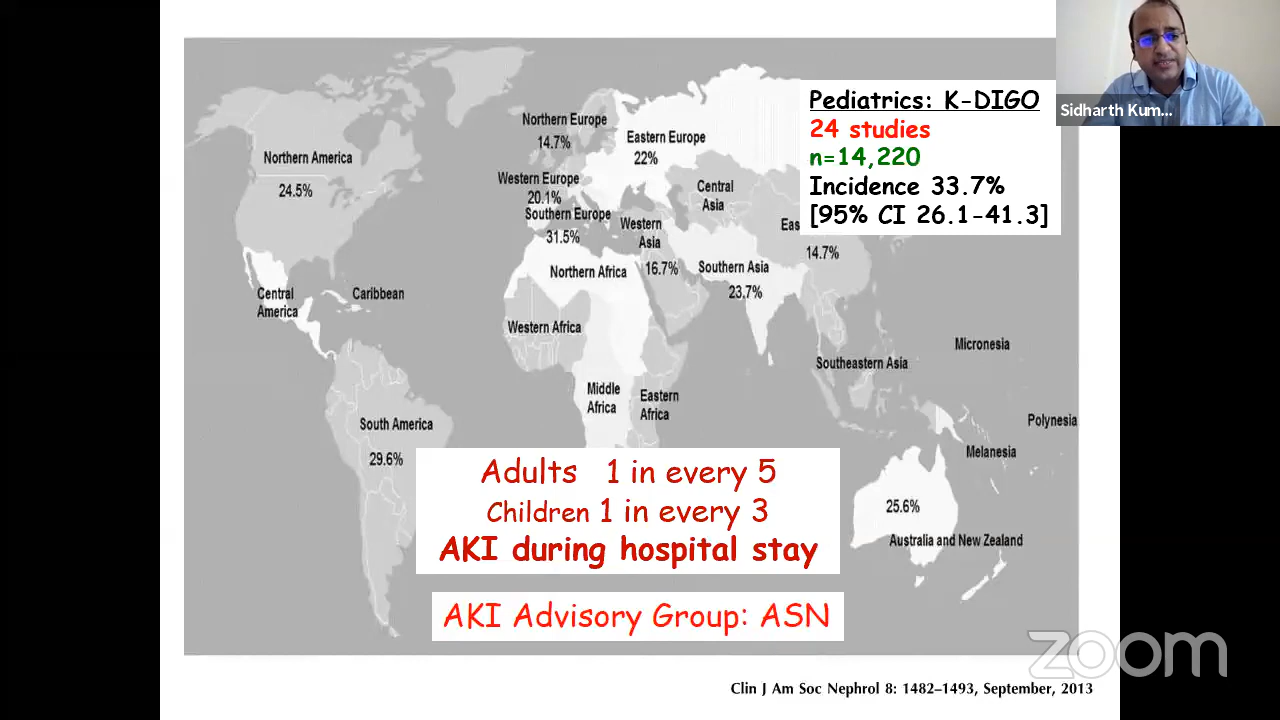 Northern America
24.5%
Central
America
Caribbean
South America
29.6%
Northern Europe
14.7%
Western Europe
20.1%
Southern Europe
31.5%
Eastern Europe
22%
Central
Asia
Western
Asia
16.7%
Southern Asia
23.7%
Eas
14.7%
Northern Africa
Western Africa
Middle
Africa
Eastern
Africa
Southeastern Asia
Micronesia
Polynesia
Melanesia
25.6%
Australia and New Zealand
Pediatrics: K-DIGO
24 studies
n=14,220
Incidence 33.7%
[95% CI 26.1-41.3]
Sidharth Kum...
Adults 1 in every 5
Children 1 in every 3
AKI during hospital stay
AKI Advisory Group: ASN
zoom
Clin J Am Soc Nephrol 8: 1482–1493, September, 2013